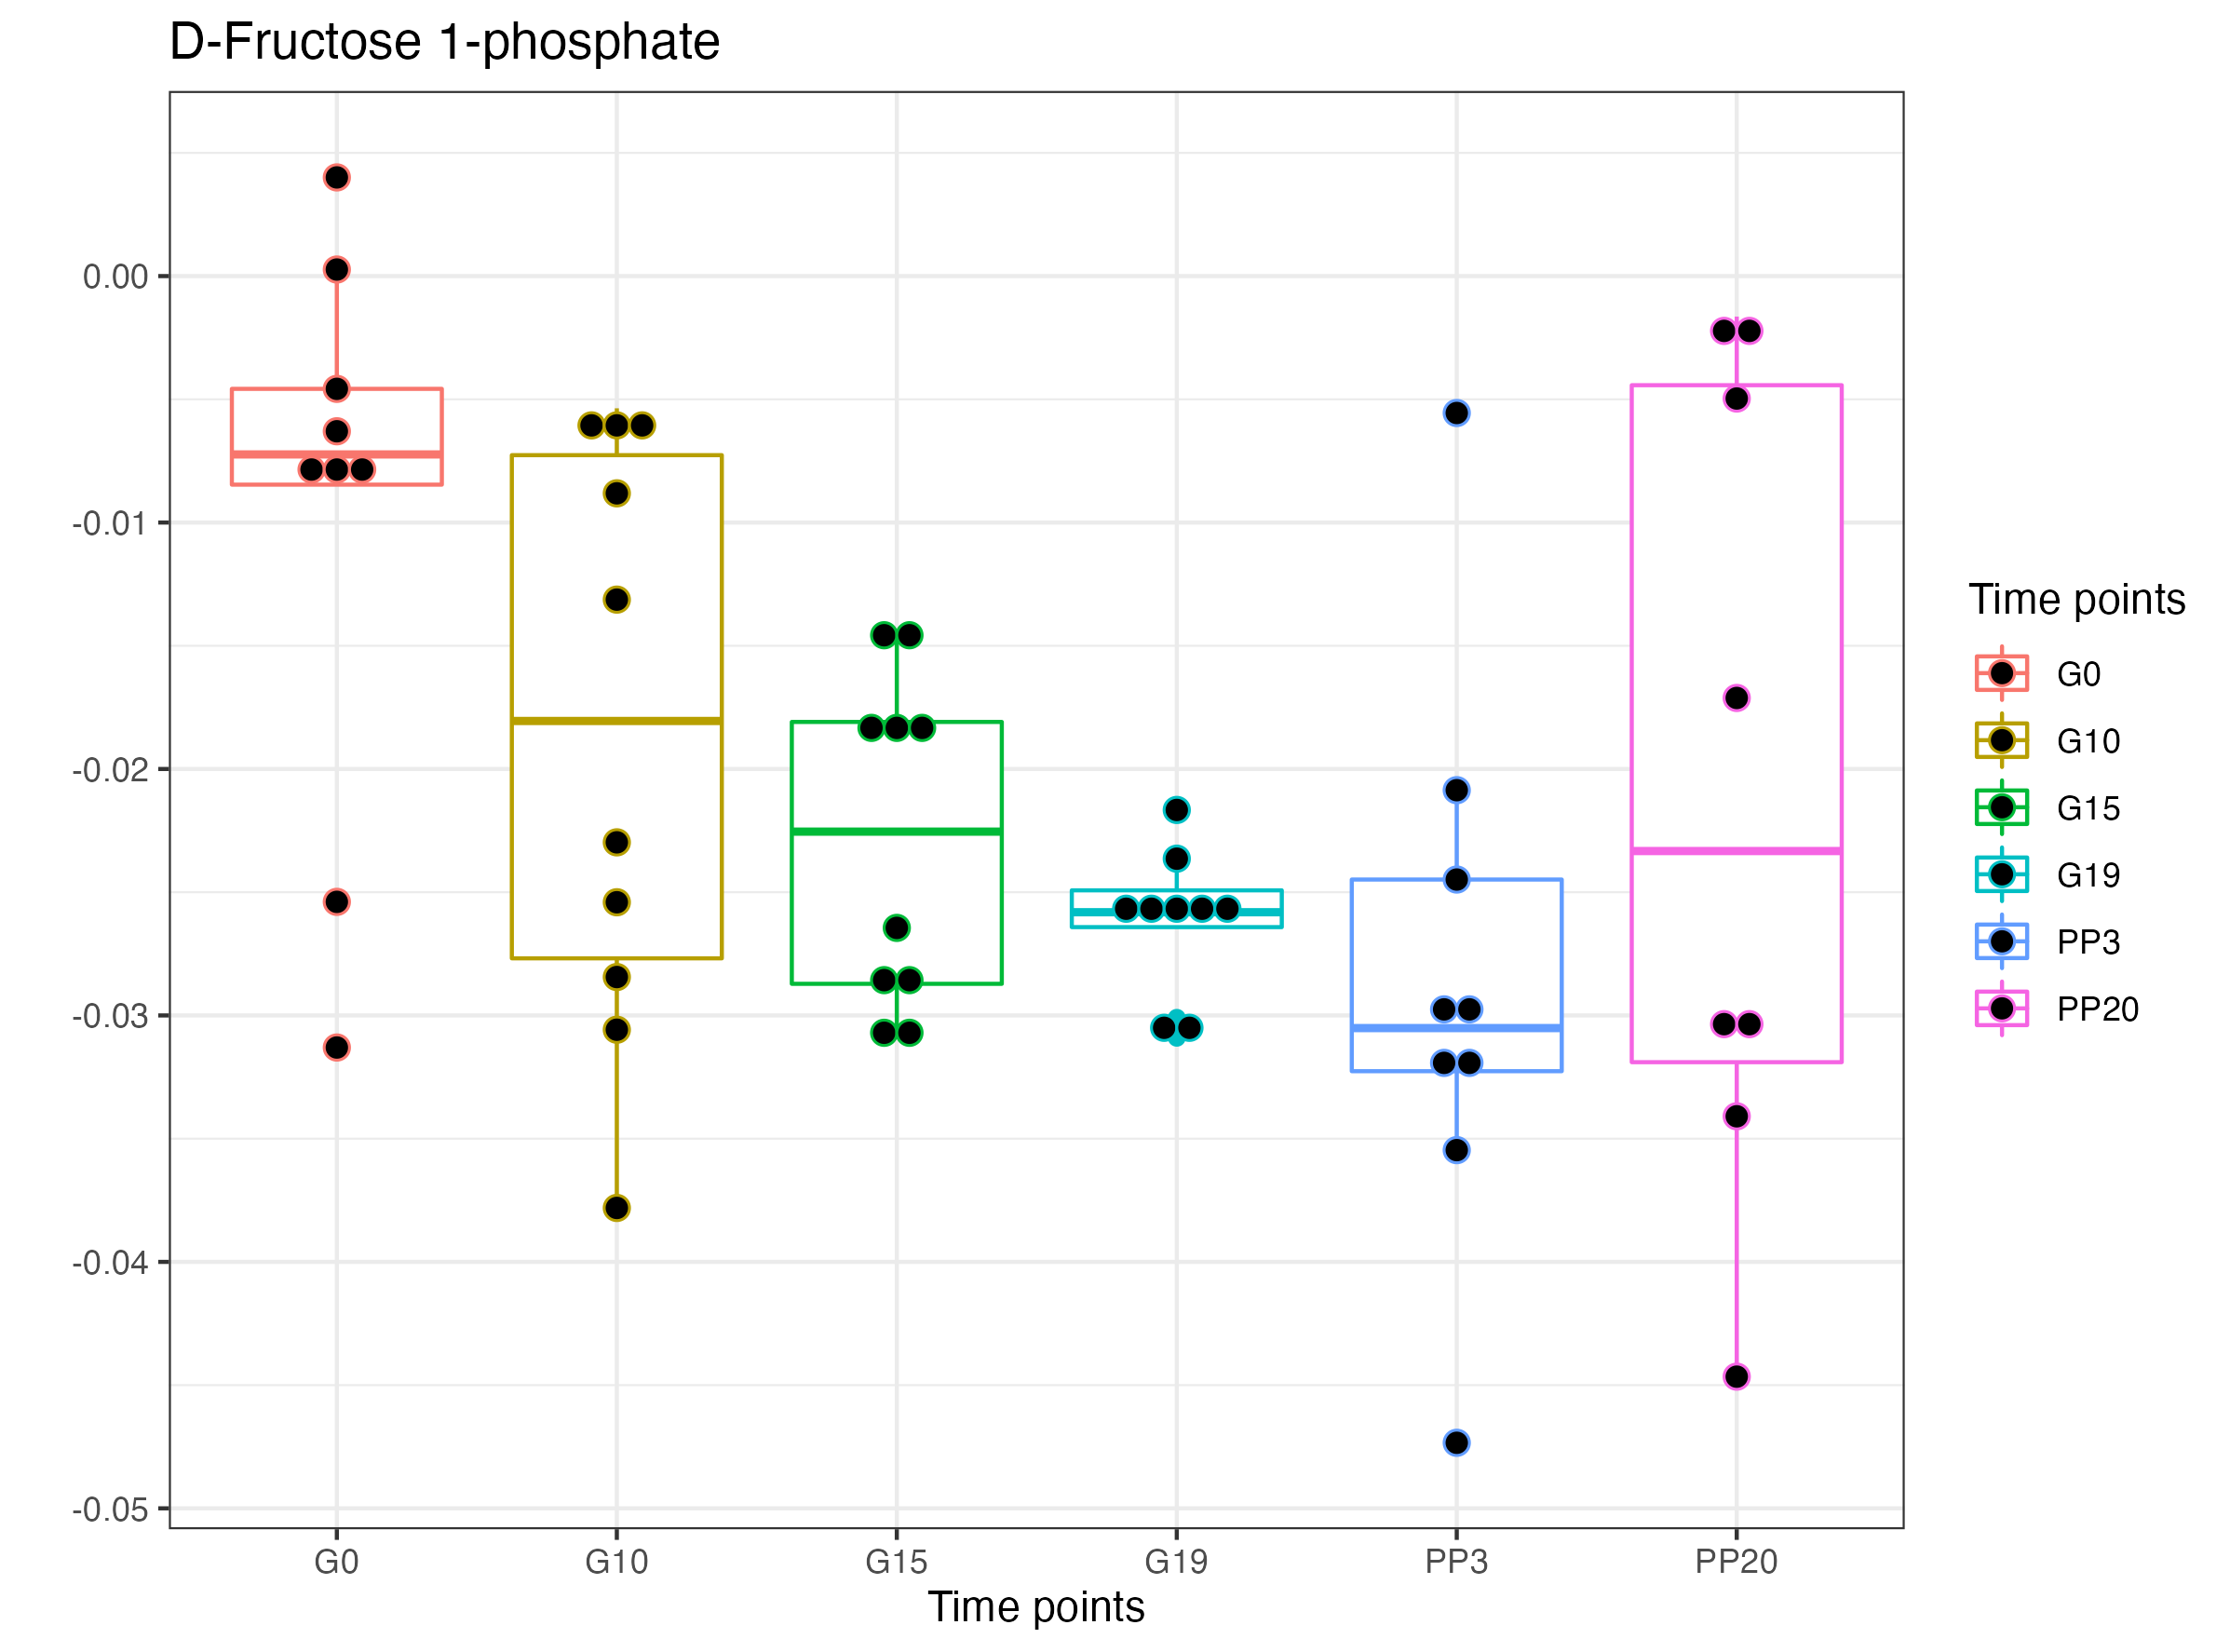 D-Fructose 1-phosphate
0.00
-0.01
-0.02
-0.03
-0.04
-0.05
G0 G10 G15 G19 PP3 PP20
Time points
Time points
G0
G10
G15
G19
PP3
PP20